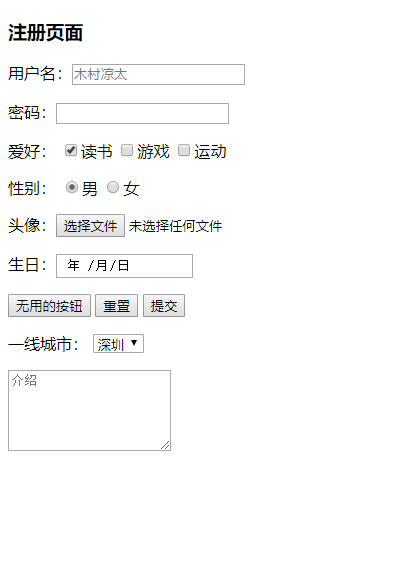 注册页面
用户名：木村凉太
密码：
爱好： 读书 游戏 运动
性别： 男 女
头像：选择文件 未选择任何文件
生日： 年 /月/日
无用的按钮 重置 提交
一线城市： 深圳
介绍